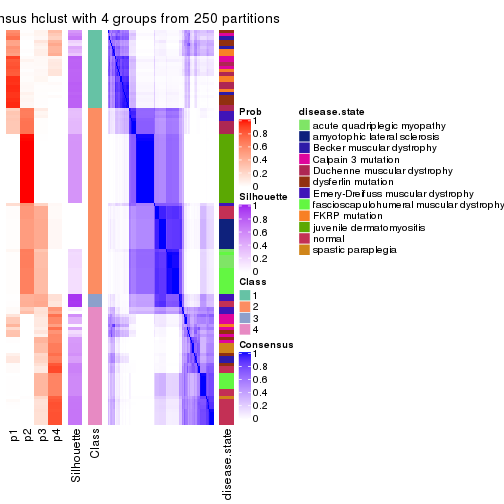 nsus hclust with 4 groups from 250 partitions
Prob
1
0.8
0.6
0.4
0.2
0
Silhouette
1
0.8
0.6
0.4
0.2
0
Class
1
2
3
4
Consensus
1
0.8
0.6
0.4
0.2
0
disease.state
acute quadriplegic myopathy
amyotophic lateral sclerosis
Becker muscular dystrophy
Calpain 3 mutation
Duchenne muscular dystrophy
dysferlin mutation
Emery-Dreifuss muscular dystrophy
fascioscapulohumeral muscular dystrophy
FKRP mutation
juvenile dermatomyositis
normal
spastic paraplegia
p1
p2
p3
p4
Silhouette
Class
disease.state